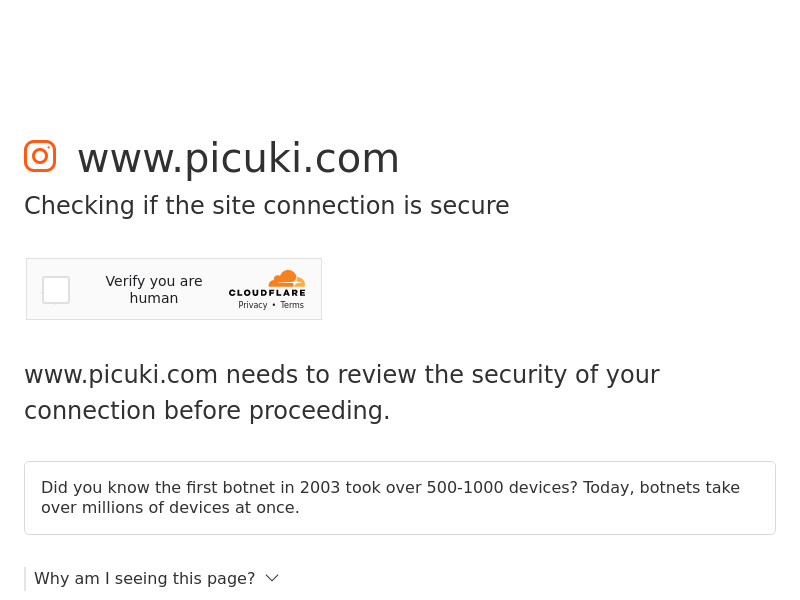 www.picuki.com
Checking if the site connection is secure
Verify you are
human
CLOUDFLARE
Privacy • Terms
www.picuki.com needs to review the security of your
connection before proceeding.
Did you know the first botnet in 2003 took over 500-1000 devices? Today, botnets take
over millions of devices at once.
Why am I seeing this page?